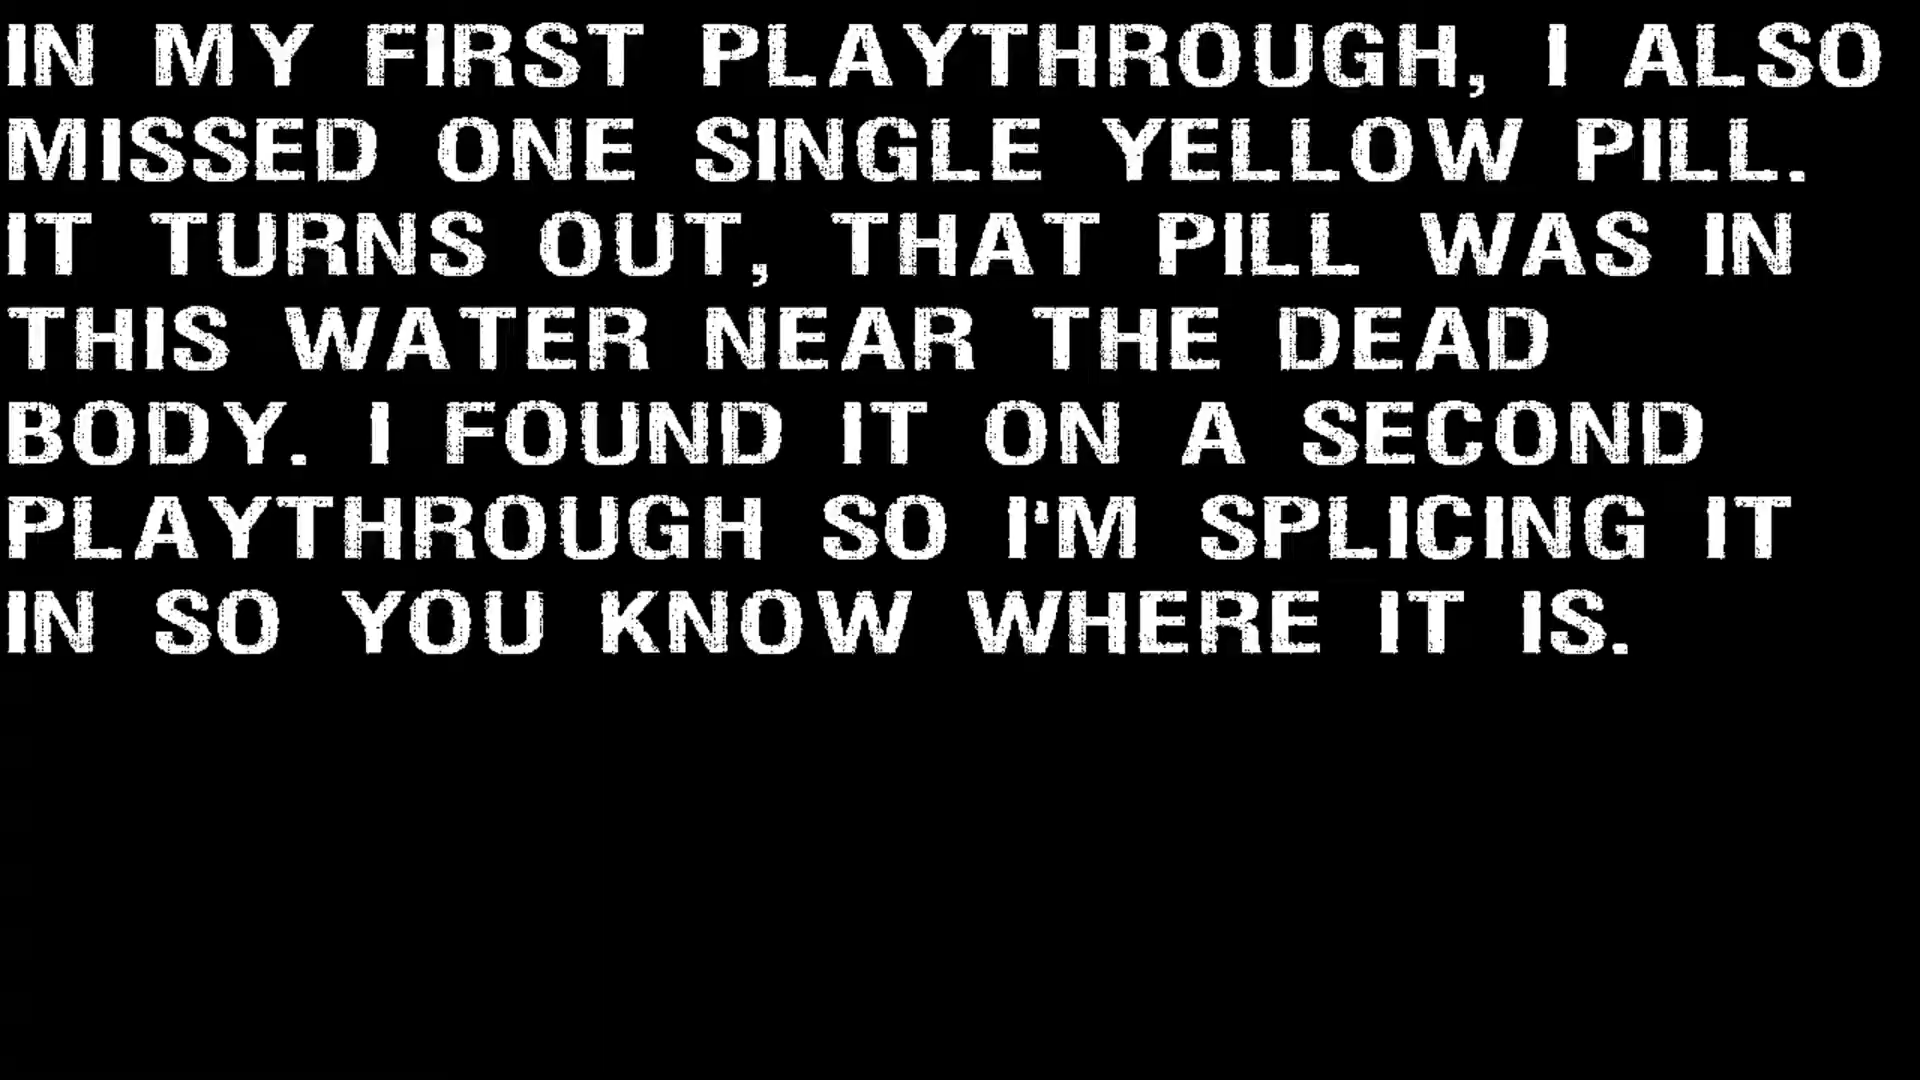 IN MY FIRST PLAYTHROUGH, I ALSO
MISSED ONE SINGLE YELLOW PILL.
IT TURNS OUT, THAT PILL WAS IN
THIS WATER NEAR THE DEAD
BODY. I FOUND IT ON A SECOND
PLAYTHROUGH SO I'M SPLICING IT
IN SO YOU KNOW WHERE IT IS.